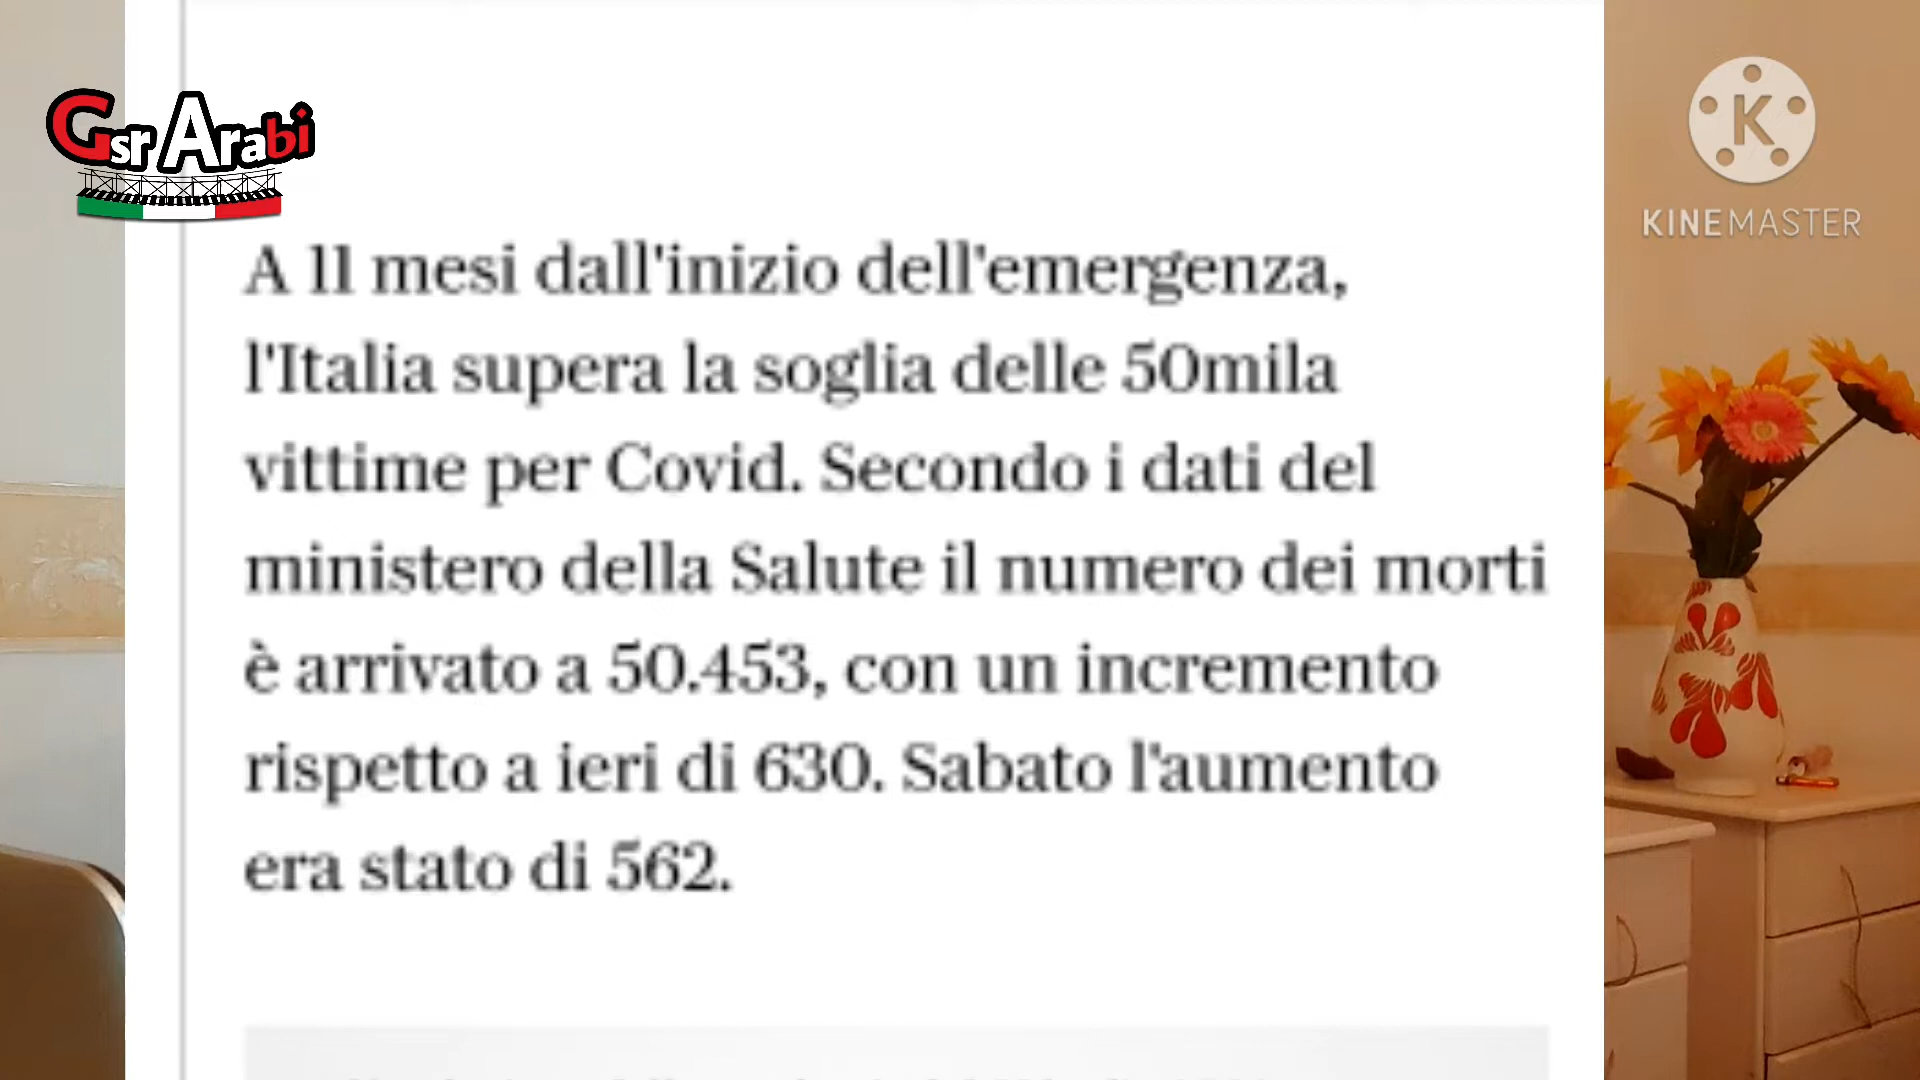 Gsr Arabi
K
KINEMASTER
A 11 mesi dall'inizio dell'emergenza,
l'Italia supera la soglia delle 50mila
vittime per Covid. Secondo i dati del
ministero della Salute il numero dei morti
è arrivato a 50.453, con un incremento
rispetto a ieri di 630. Sabato l'aumento
era stato di 562.